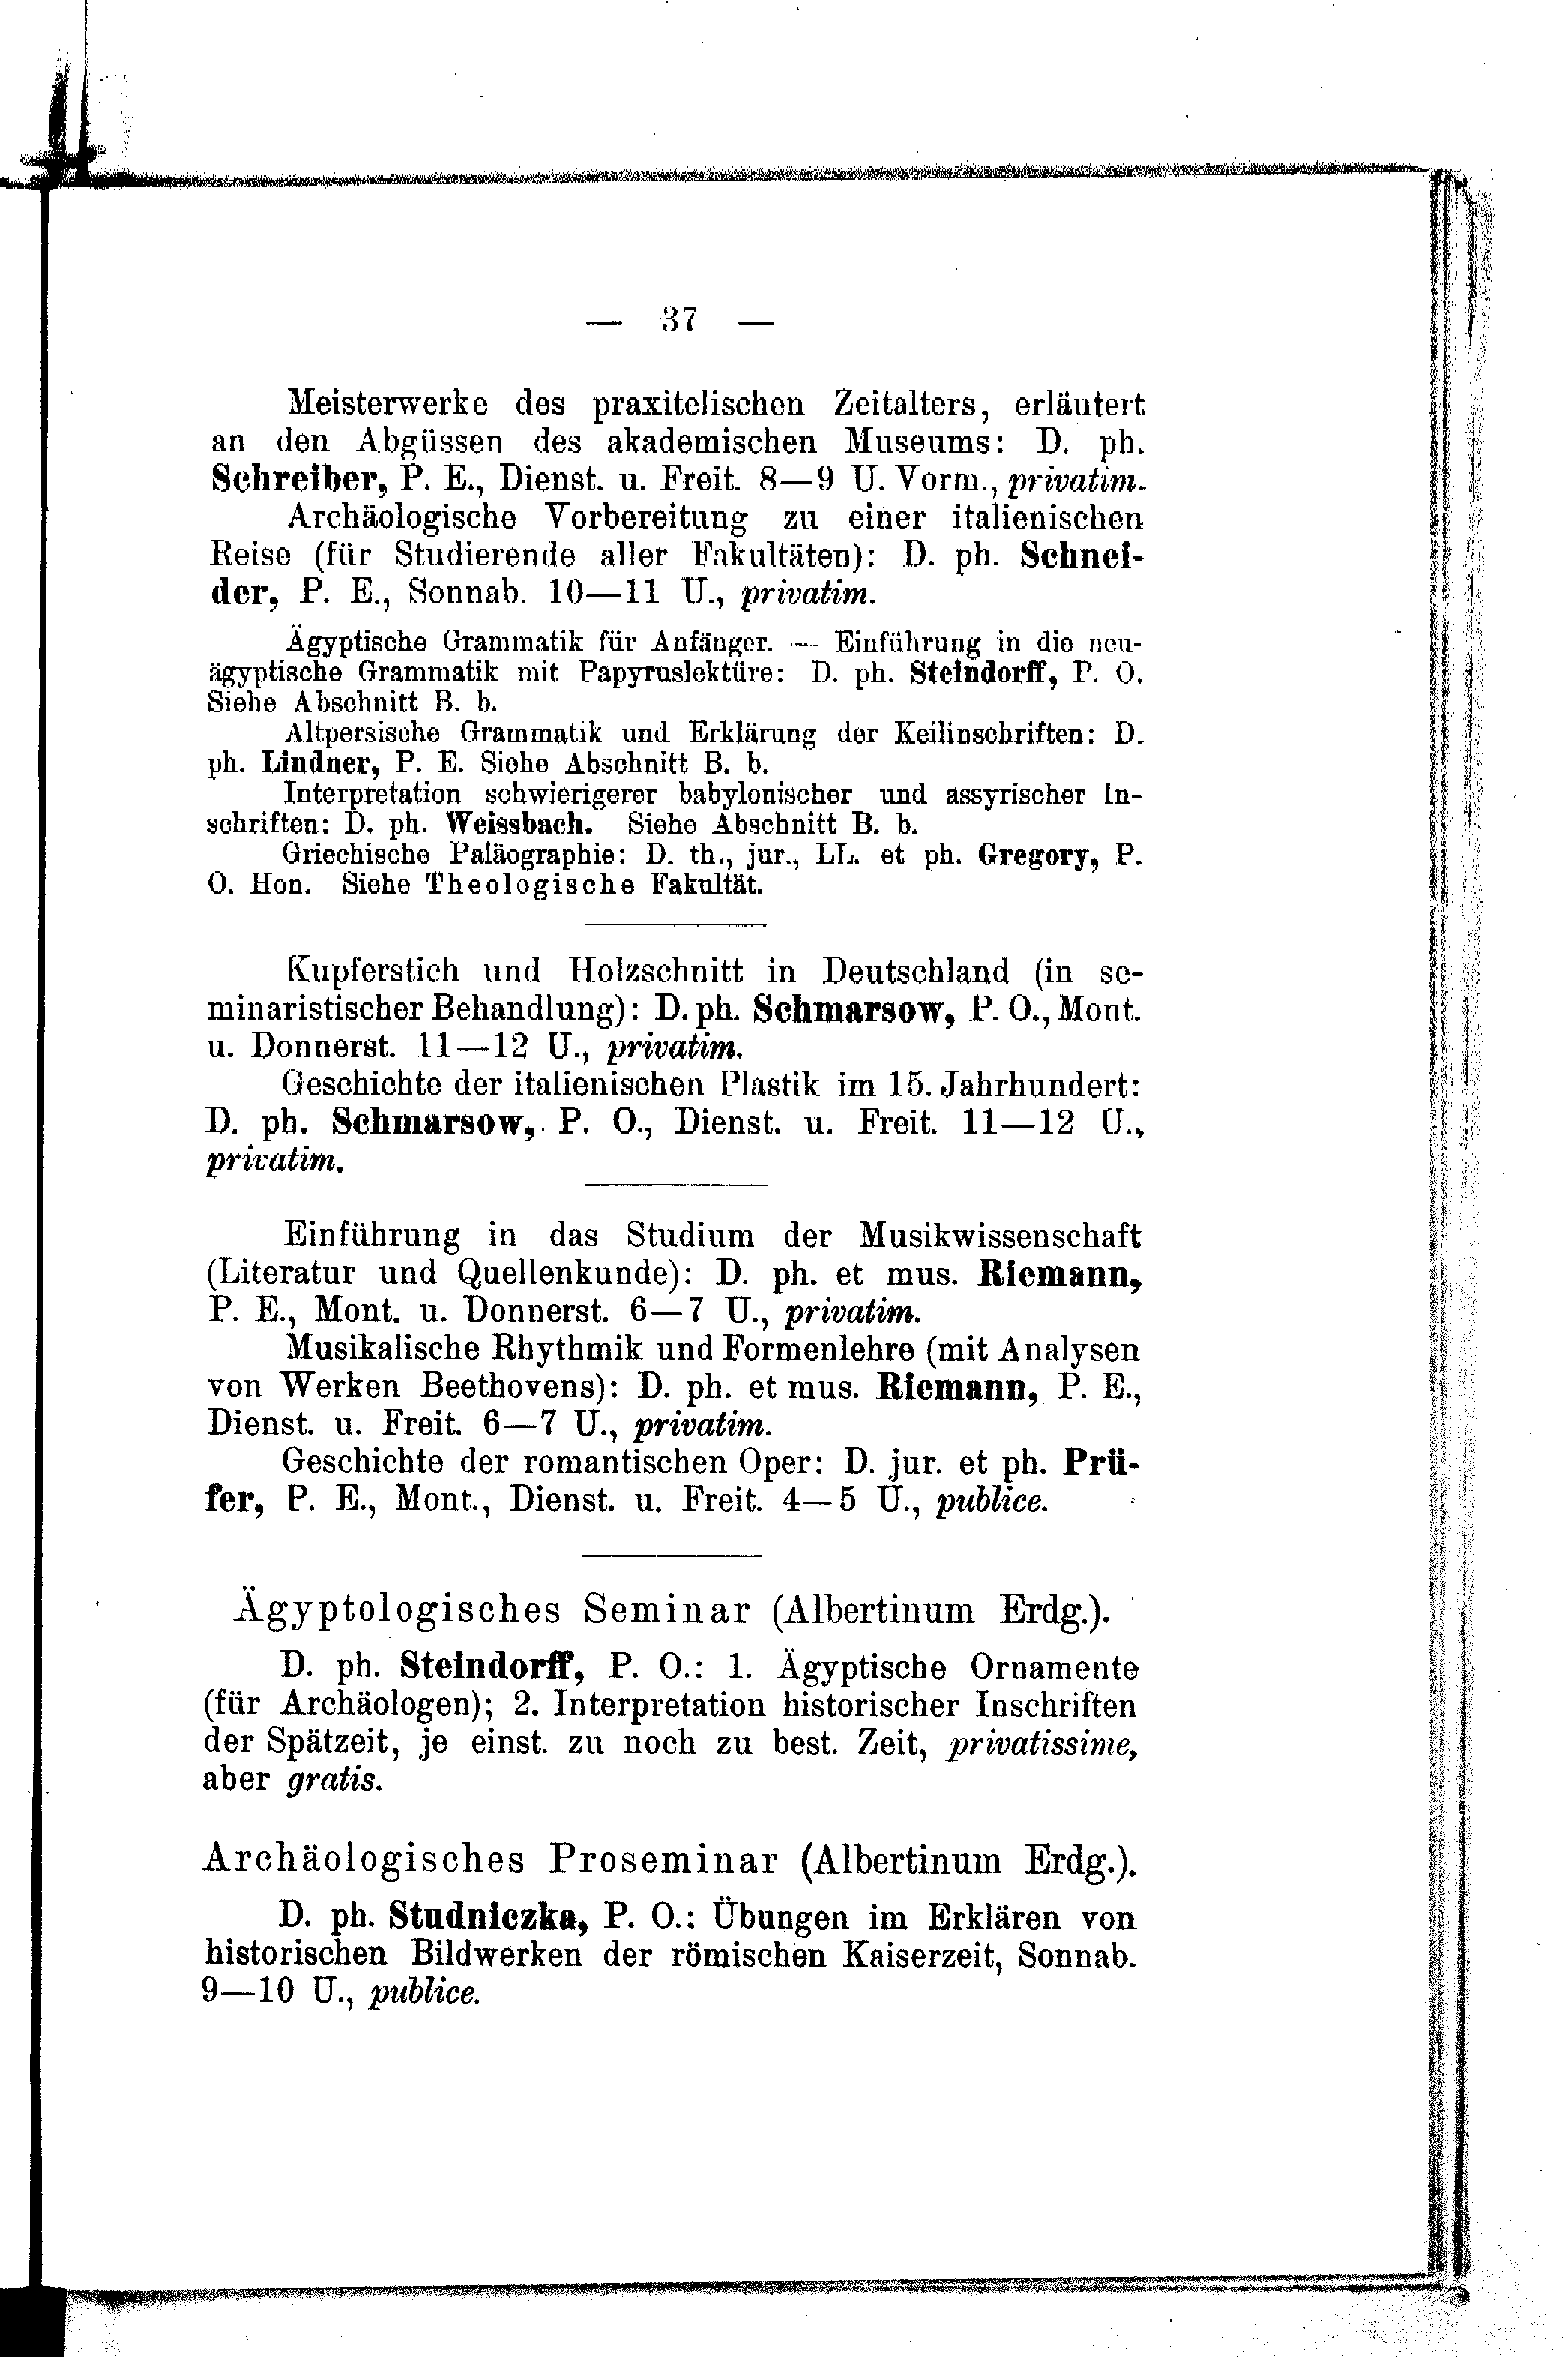 — 37 —
Meisterwerke des praxitelischen Zeitalters, erläutert
an den Abgüssen des akademischen Museums: D. ph.
Schreiber, P. E., Dienst. u. Freit. 8—9 U. Vorm., privatim.
Archäologische Vorbereitung zu einer italienischen
Reise (für Studierende aller Fakultäten): D. ph. Schnei-
der, P. E., Sonnab. 10—11 U., privatim.
Ägyptische Grammatik für Anfänger. — Einführung in die neu-
ägyptische Grammatik mit Papyruslektüre: D. ph. Steindorff, P. O.
Siehe Abschnitt B. b.
Altpersische Grammatik und Erklärung der Keilinschriften: D.
ph. Lindner, P. E. Siehe Abschnitt B. b.
Interpretation schwierigerer babylonischer und assyrischer In-
schriften: D. ph. Weissbach. Siehe Abschnitt B. b.
Griechische Paläographie: D. th., jur., LL. et ph. Gregory, P.
O. Hon. Siehe Theologische Fakultät.
Kupferstich und Holzschnitt in Deutschland (in se-
minaristischer Behandlung): D. ph. Schmarsow, P. O., Mont.
u. Donnerst. 11—12 U., privatim.
Geschichte der italienischen Plastik im 15. Jahrhundert:
D. ph. Schmarsow, P. O., Dienst. u. Freit. 11—12 U.,
privatim.
Einführung in das Studium der Musikwissenschaft
(Literatur und Quellenkunde): D. ph. et mus. Riemann,
P. E., Mont. u. Donnerst. 6—7 U., privatim.
Musikalische Rhythmik und Formenlehre (mit Analysen
von Werken Beethovens): D. ph. et mus. Riemann, P. E.,
Dienst. u. Freit. 6—7 U., privatim.
Geschichte der romantischen Oper: D. jur. et ph. Prü-
fer, P. E., Mont., Dienst. u. Freit. 4—5 U., publice.
Ägyptologisches Seminar (Albertinum Erdg.).
D. ph. Steindorff, P. O.: 1. Ägyptische Ornamente
(für Archäologen); 2. Interpretation historischer Inschriften
der Spätzeit, je einst. zu noch zu best. Zeit, privatissime,
aber gratis.
Archäologisches Proseminar (Albertinum Erdg.).
D. ph. Studniczka, P. O.: Übungen im Erklären von
historischen Bildwerken der römischen Kaiserzeit, Sonnab.
9—10 U., publice.